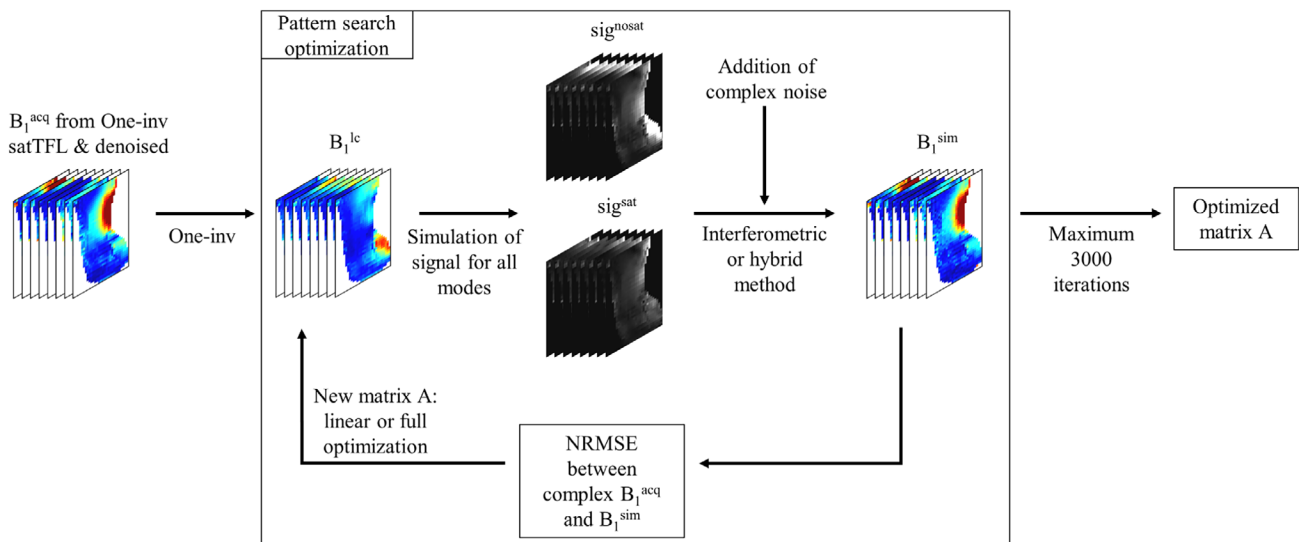 Pattern search
optimization
B₁ᵃᶜq from One-inv
satTFL & denoised
One-inv
B₁ˡᶜ
Simulation of
signal for all
modes
sigⁿᵒˢᵃᵗ
sigˢᵃᵗ
Addition of
complex noise
Interferometric
or hybrid
method
B₁ˢⁱᵐ
Maximum
3000
iterations
Optimized
matrix A
NRMSE
between
complex B₁ᵃᶜq
and B₁ˢⁱᵐ
New matrix A:
linear or full
optimization